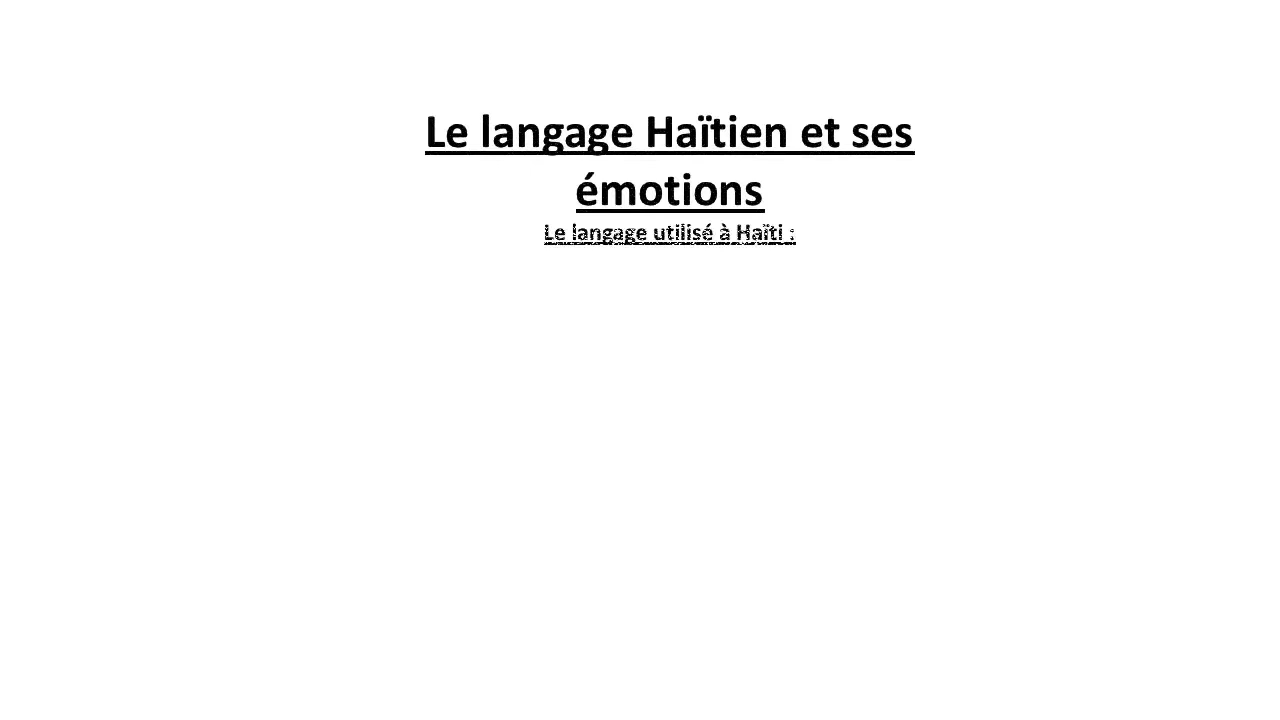 Le langage Haïtien et ses
émotions
Le langage utilisé à Haïti :